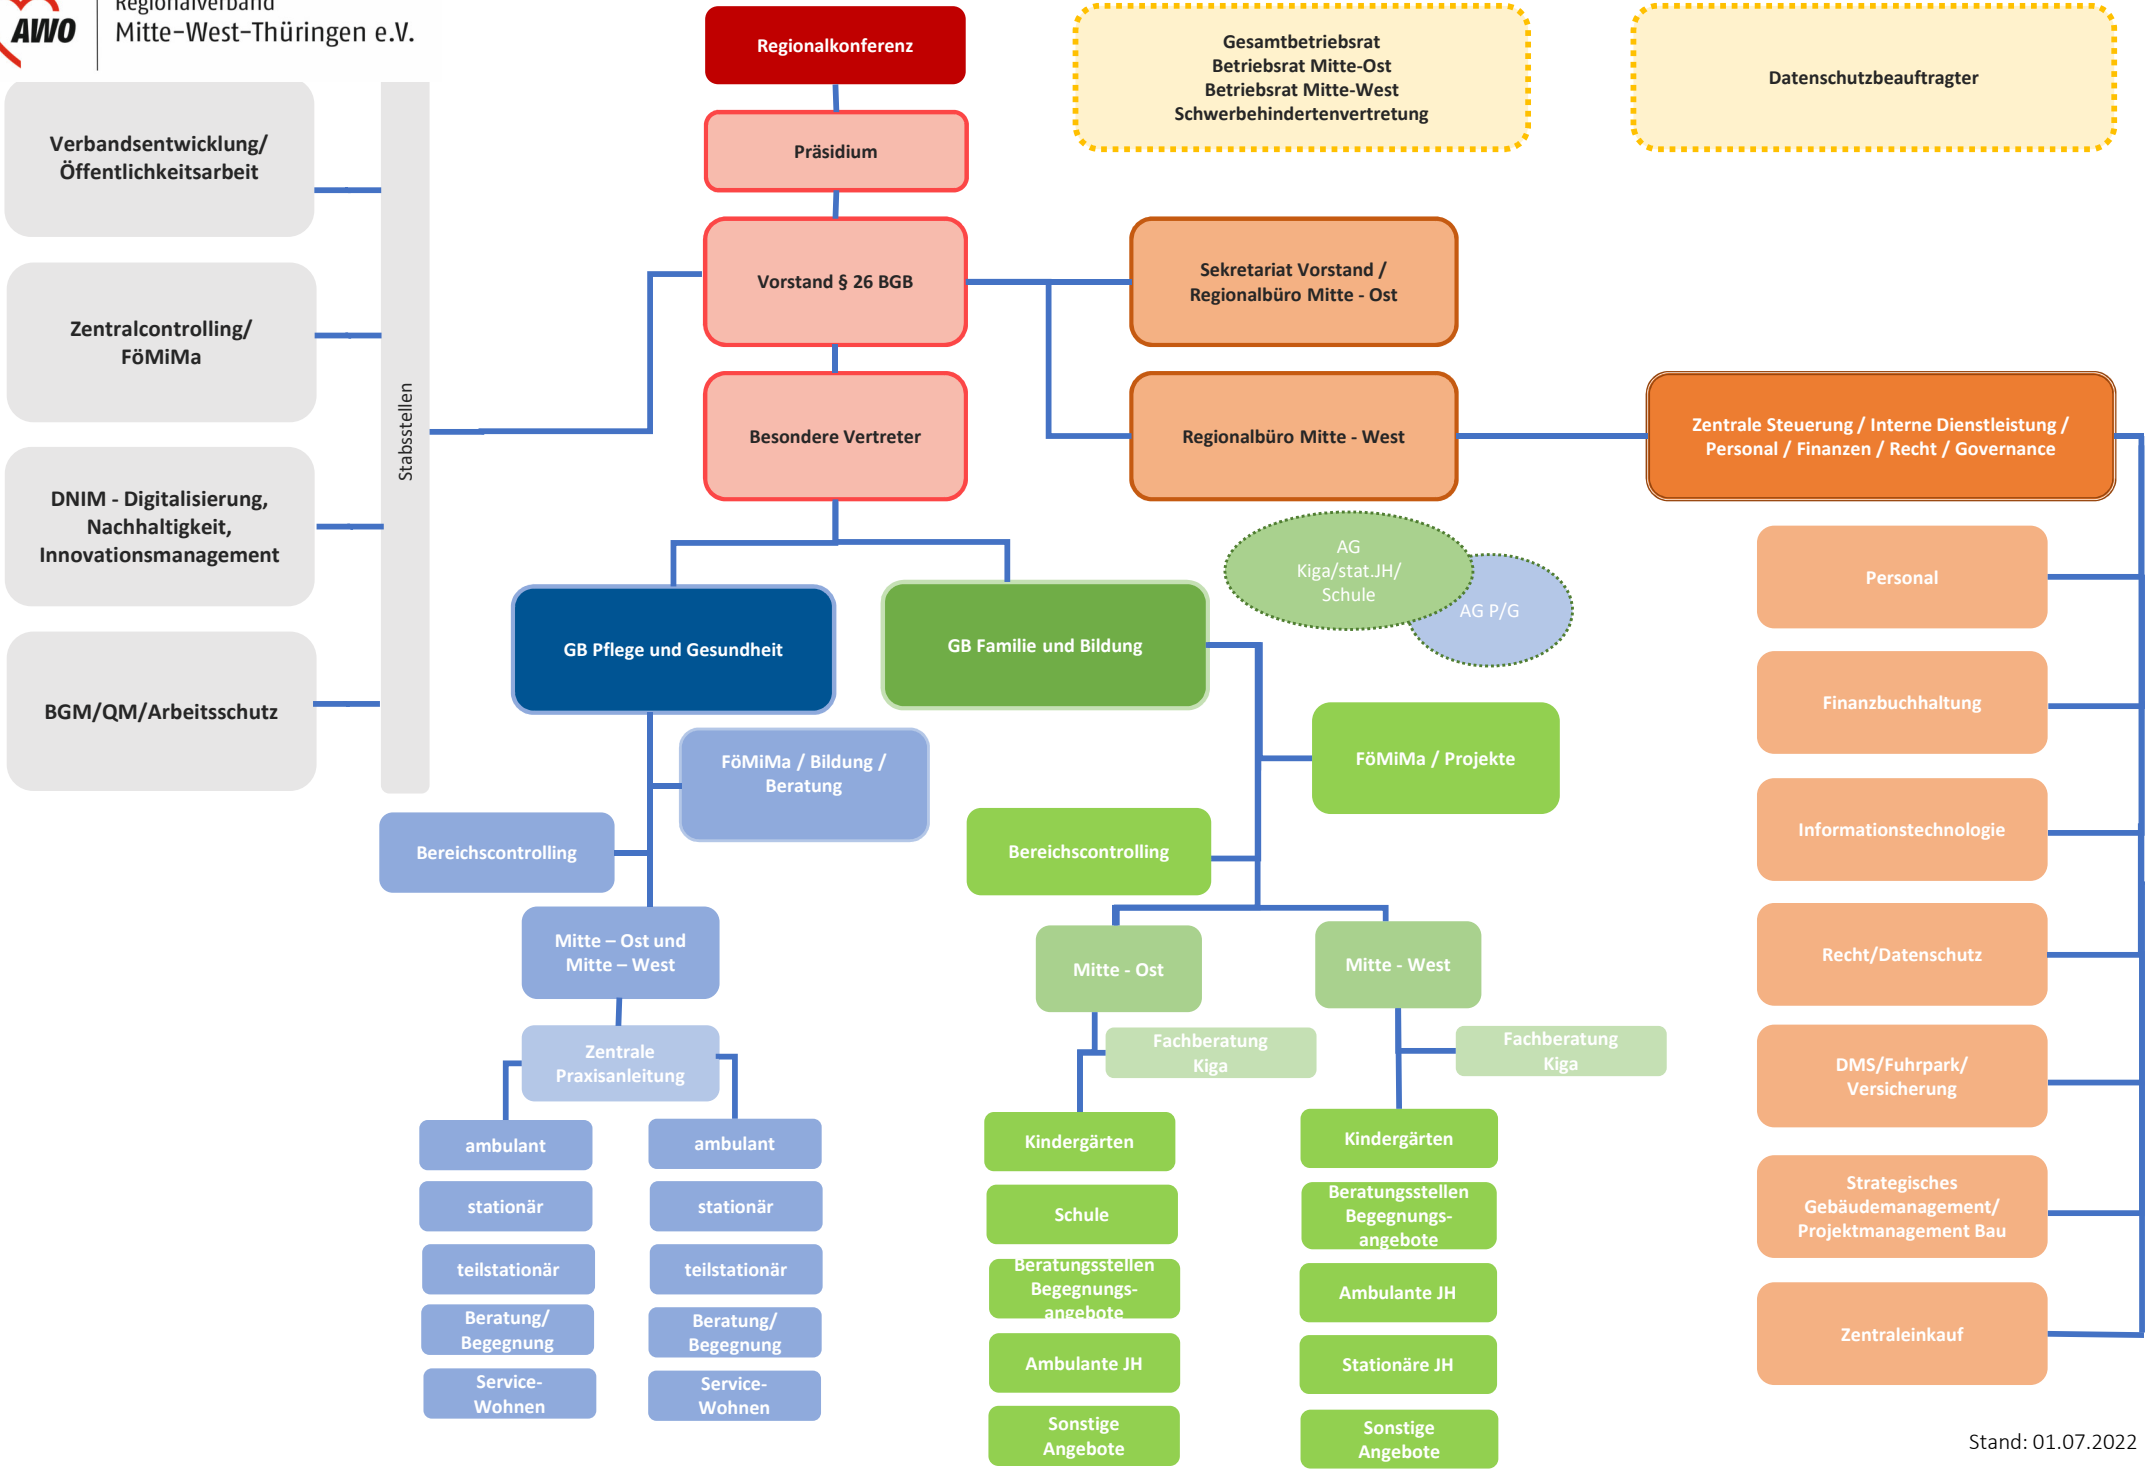 AWO
Regionalverband
Mitte-West-Thüringen e.V.
Regionalkonferenz
Gesamtbetriebsrat
Betriebsrat Mitte-Ost
Betriebsrat Mitte-West
Schwerbehindertenvertretung
Datenschutzbeauftragter
Präsidium
Vorstand § 26 BGB
Sekretariat Vorstand /
Regionalbüro Mitte - Ost
Besondere Vertreter
Regionalbüro Mitte - West
Zentrale Steuerung / Interne Dienstleistung /
Personal / Finanzen / Recht / Governance
Verbandsentwicklung/
Öffentlichkeitsarbeit
Zentralcontrolling/
FöMiMa
DNIM - Digitalisierung,
Nachhaltigkeit,
Innovationsmanagement
BGM/QM/Arbeitsschutz
Stabsstellen
AG
Kiga/stat.JH/
Schule
AG P/G
GB Pflege und Gesundheit
GB Familie und Bildung
FöMiMa / Bildung /
Beratung
Bereichscontrolling
Mitte – Ost und
Mitte – West
Zentrale
Praxisanleitung
ambulant
stationär
teilstationär
Beratung/
Begegnung
Service-
Wohnen
ambulant
stationär
teilstationär
Beratung/
Begegnung
Service-
Wohnen
FöMiMa / Projekte
Bereichscontrolling
Mitte - Ost
Fachberatung
Kiga
Kindergärten
Schule
Beratungsstellen
Begegnungs-
angebote
Ambulante JH
Sonstige
Angebote
Mitte - West
Fachberatung
Kiga
Kindergärten
Beratungsstellen
Begegnungs-
angebote
Ambulante JH
Stationäre JH
Sonstige
Angebote
Personal
Finanzbuchhaltung
Informationstechnologie
Recht/Datenschutz
DMS/Fuhrpark/
Versicherung
Strategisches
Gebäudemanagement/
Projektmanagement Bau
Zentraleinkauf
Stand: 01.07.2022